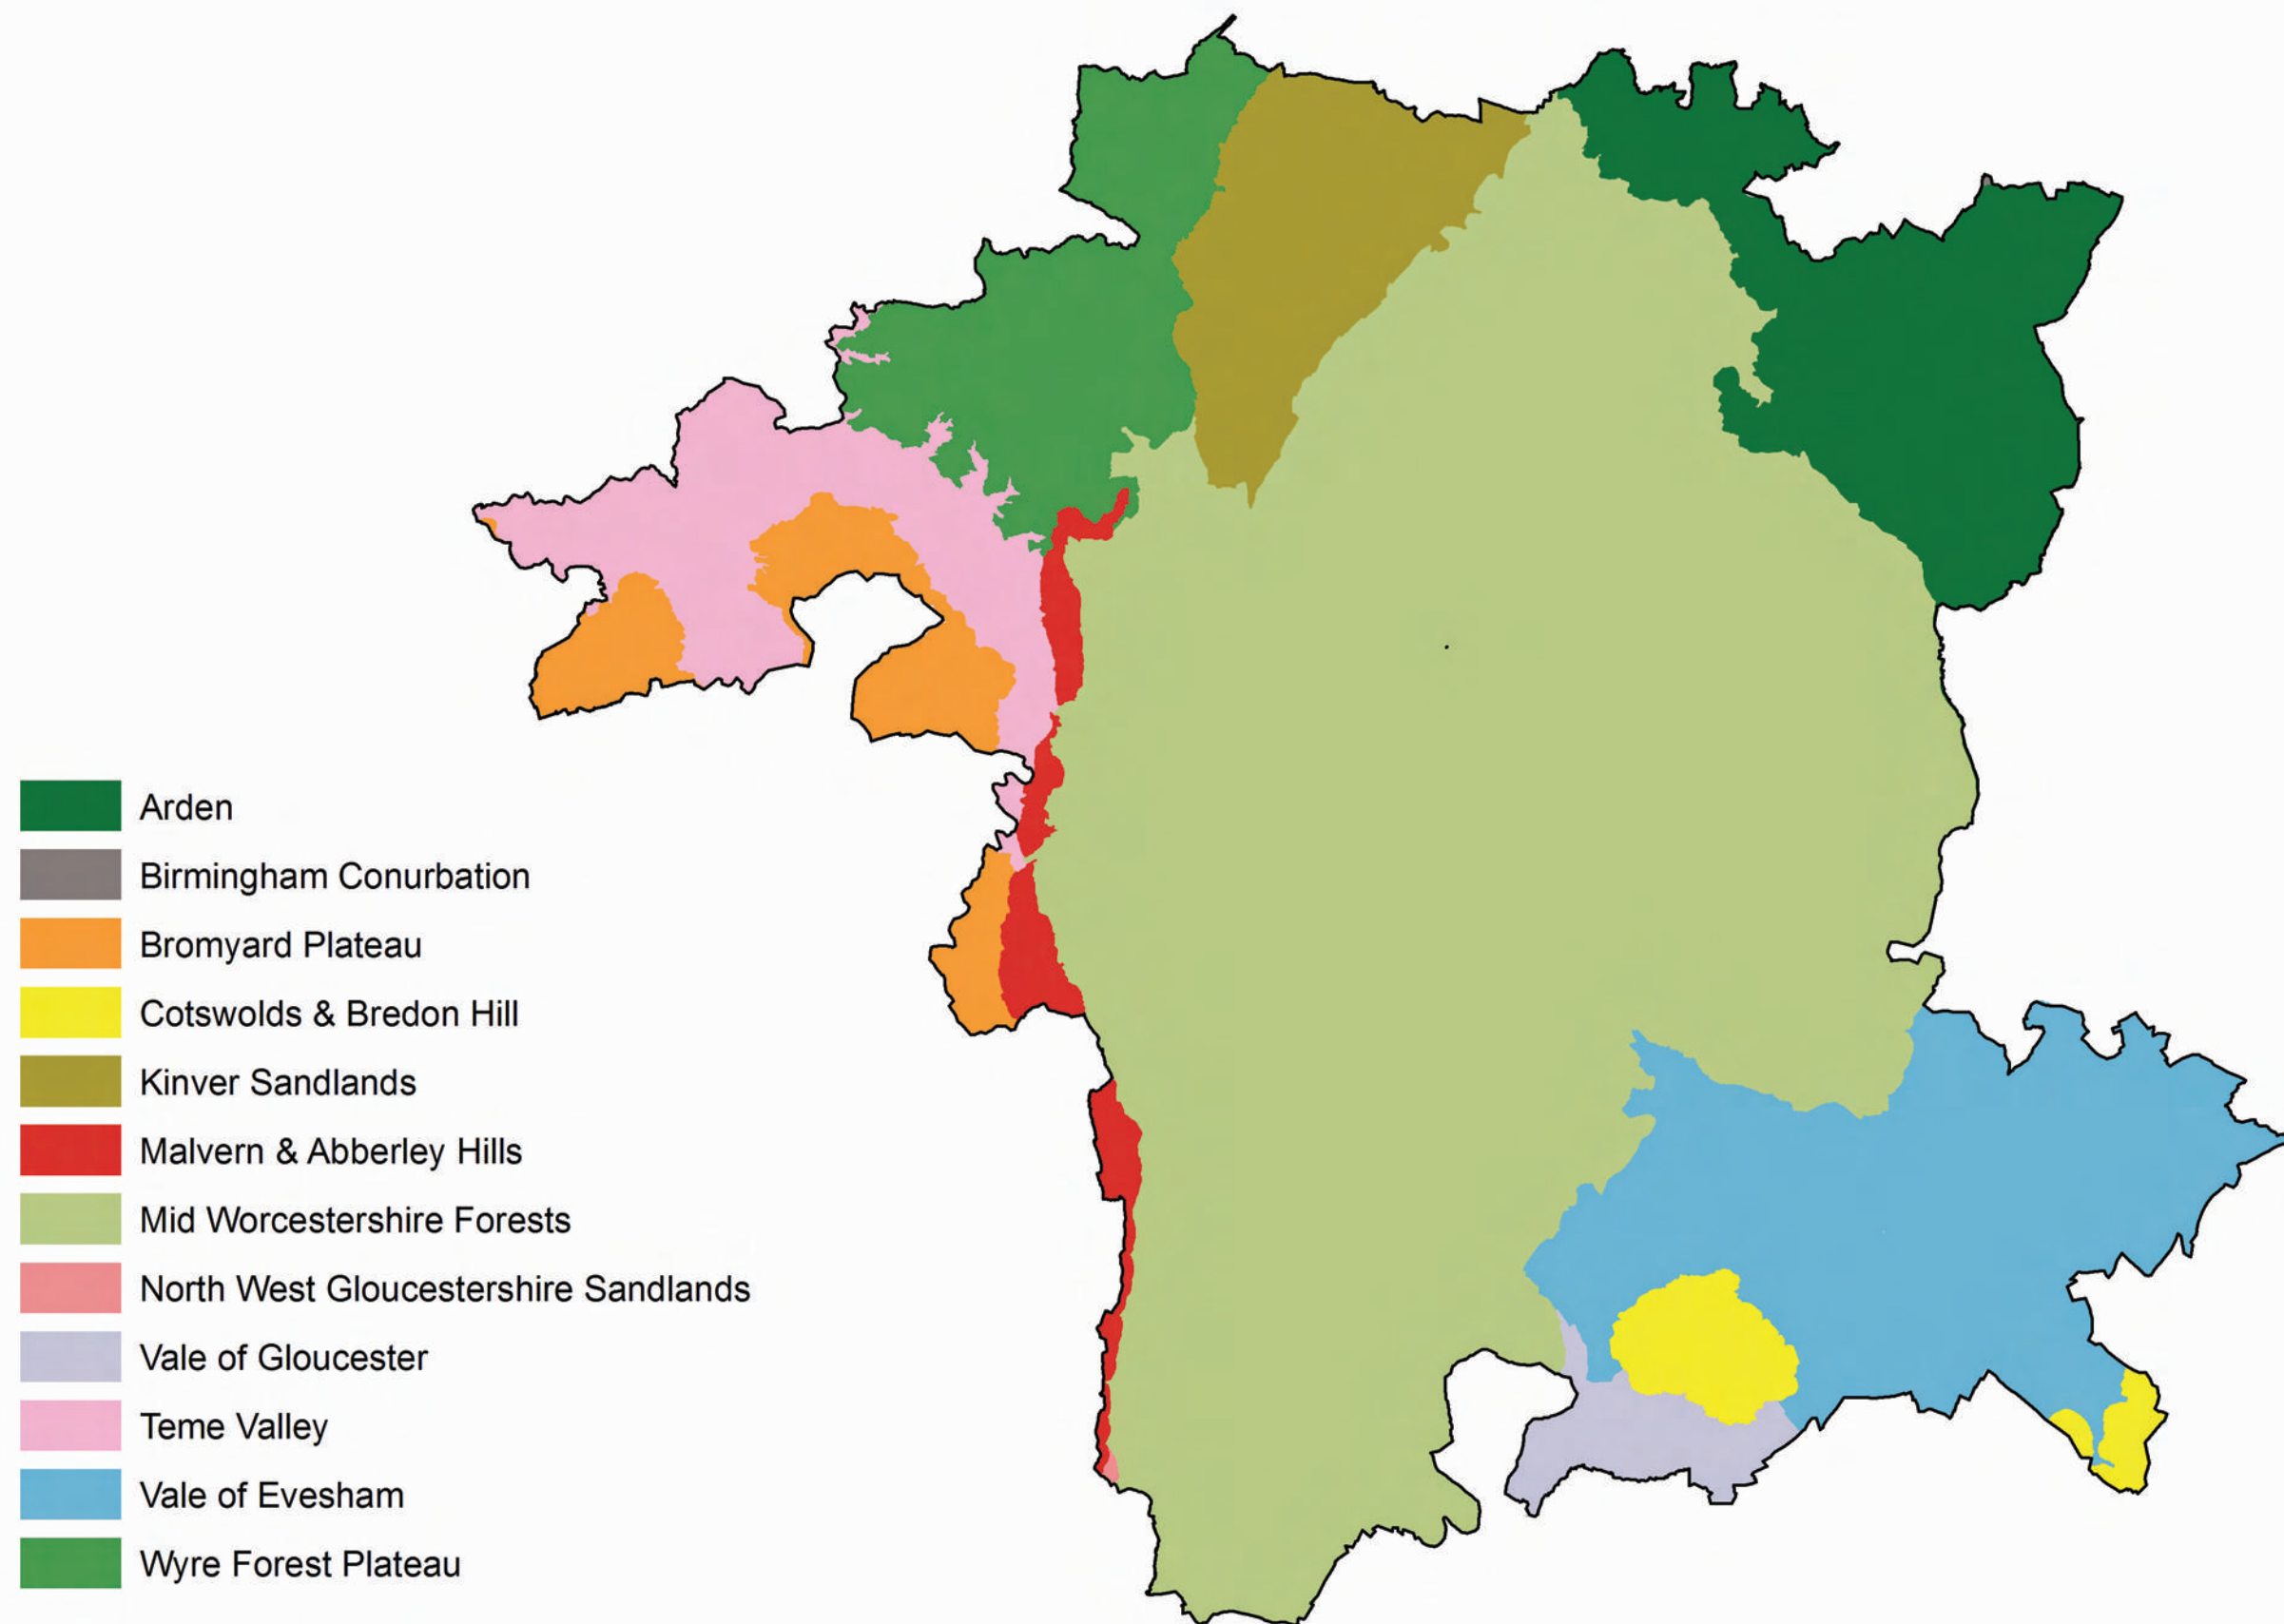 Arden
Birmingham Conurbation
Bromyard Plateau
Cotswolds & Bredon Hill
Kinver Sandlands
Malvern & Abberley Hills
Mid Worcestershire Forests
North West Gloucestershire Sandlands
Vale of Gloucester
Teme Valley
Vale of Evesham
Wyre Forest Plateau